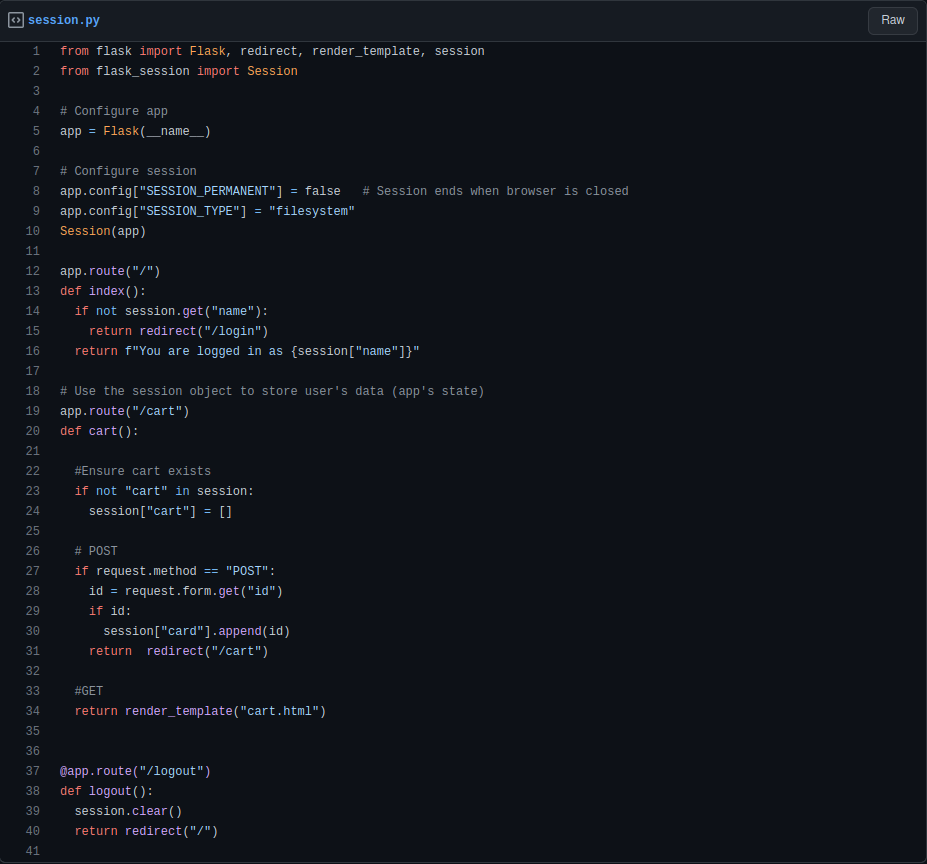 session.py
Raw
1 from flask import Flask, redirect, render_template, session
2 from flask_session import Session
3
4 # Configure app
5 app = Flask(__name__)
6
7 # Configure session
8 app.config["SESSION_PERMANENT"] = false   # Session ends when browser is closed
9 app.config["SESSION_TYPE"] = "filesystem"
10 Session(app)
11
12 app.route("/")
13 def index():
14   if not session.get("name"):
15     return redirect("/login")
16   return f"You are logged in as {session["name"]}"
17
18 # Use the session object to store user's data (app's state)
19 app.route("/cart")
20 def cart():
21
22   #Ensure cart exists
23   if not "cart" in session:
24     session["cart"] = []
25
26   # POST
27   if request.method == "POST":
28     id = request.form.get("id")
29     if id:
30       session["card"].append(id)
31     return  redirect("/cart")
32
33   #GET
34   return render_template("cart.html")
35
36
37 @app.route("/logout")
38 def logout():
39   session.clear()
40   return redirect("/")
41